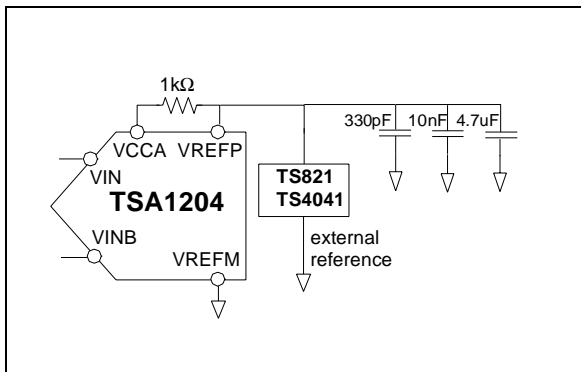 1kΩ
330pF 10nF 4.7uF
VCCA VREFP
VIN
TSA1204
TS821
TS4041
VINB
external
reference
VREFM